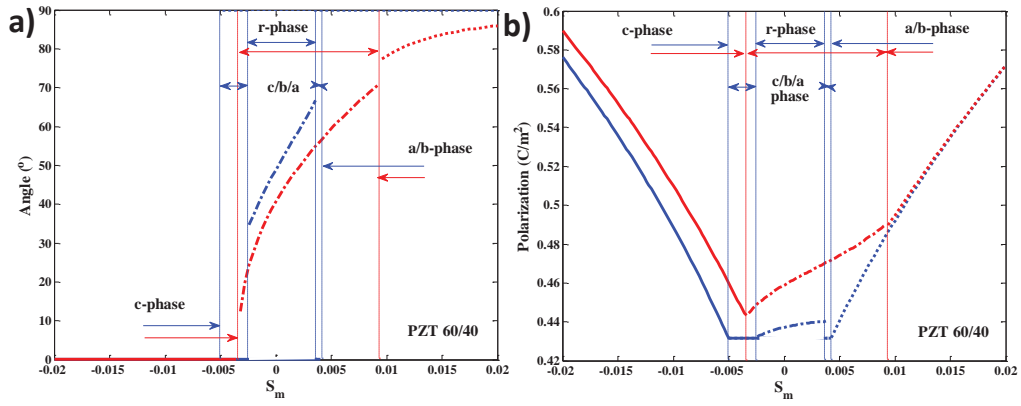 a)
90
80
70
60
50
40
30
20
10
0
Angle (º)
r-phase
c/b/a
a/b-phase
c-phase
PZT 60/40
-0.02
-0.015
-0.01
-0.005
0
0.005
0.01
0.015
0.02
S_m
b)
0.6
0.58
0.56
0.54
0.52
0.5
0.48
0.46
0.44
0.42
Polarization (C/m²)
c-phase
r-phase
a/b-phase
c/b/a
phase
PZT 60/40
-0.02
-0.015
-0.01
-0.005
0
0.005
0.01
0.015
0.02
S_m